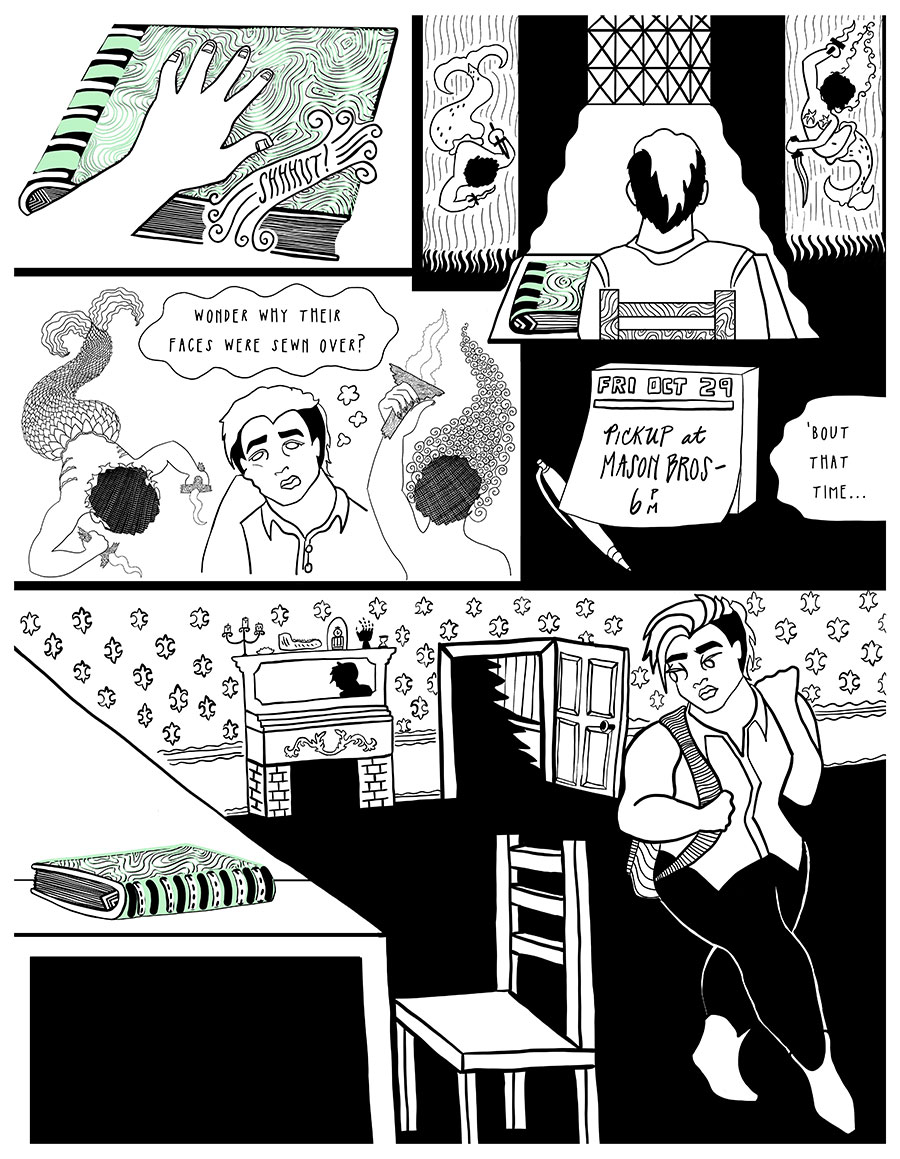 SHHHIST!
WONDER WHY THEIR
FACES WERE SEWN OVER?
FRI OCT 29
PICKUP at
MASON BROS-
6 PM
'BOUT
THAT
TIME...